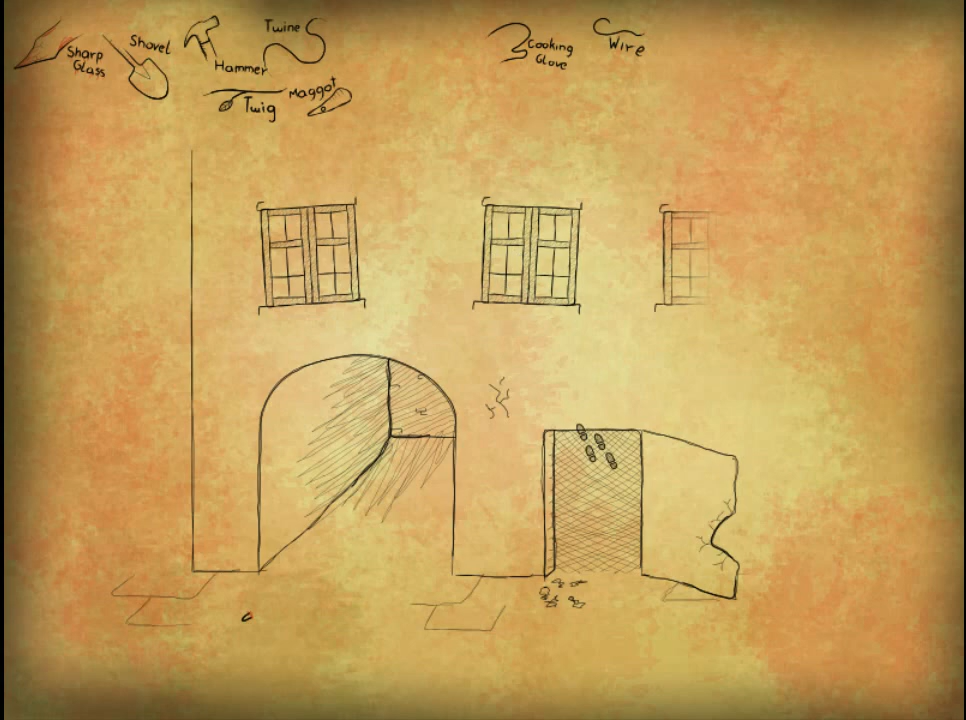 Sharp
Glass
Shovel
Hammer
Twine
Twig
Maggot
Cooking
Glove
Wire